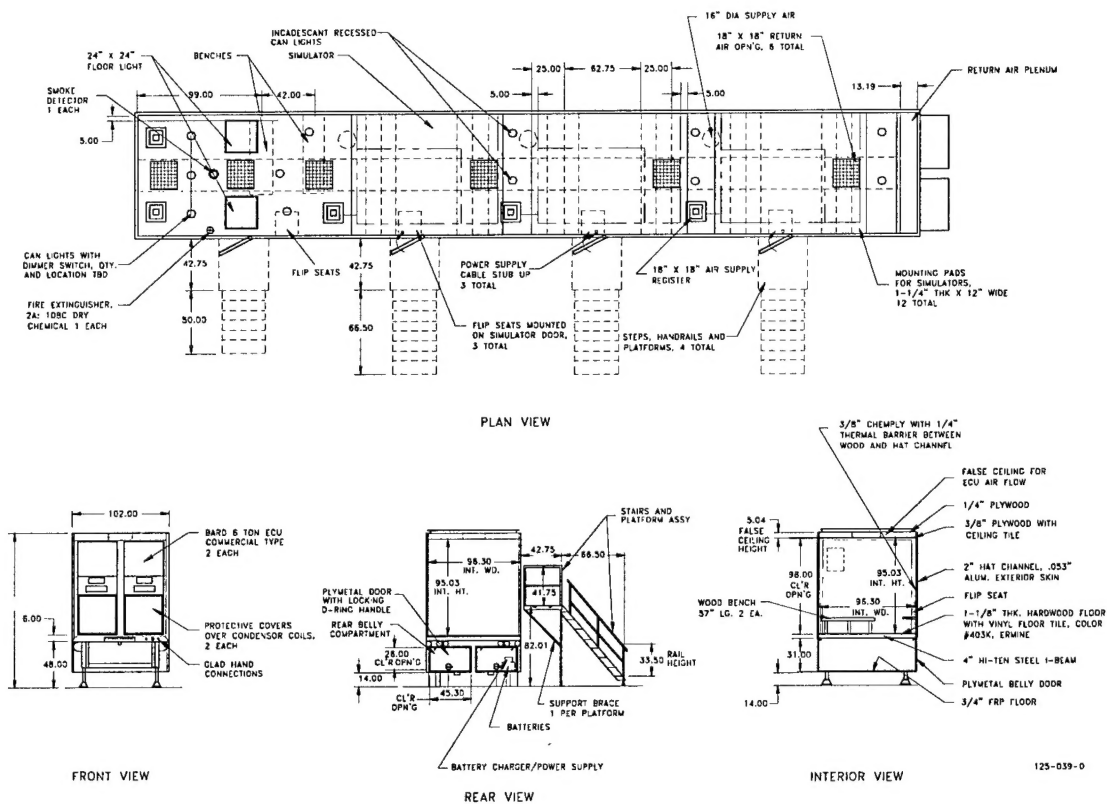 16" DIA SUPPLY AIR
INCADESCANT RECESSED
CAN LIGHTS
18" X 18" RETURN
AIR OPN'G, 6 TOTAL
24" X 24"
FLOOR LIGHT
BENCHES
SIMULATOR
RETURN AIR PLENUM
SMOKE
DETECTOR
1 EACH
99.00
42.00
25.00
62.75
25.00
5.00
5.00
13.19
5.00
CAN LIGHTS WITH
DIMMER SWITCH, QTY.
AND LOCATION TBD
42.75
FLIP SEATS
42.75
POWER SUPPLY
CABLE STUB UP
3 TOTAL
18" X 18" AIR SUPPLY
REGISTER
MOUNTING PADS
FOR SIMULATORS,
1-1/4" THK X 12" WIDE
12 TOTAL
FIRE EXTINGUISHER,
2A: 10BC DRY
CHEMICAL 1 EACH
50.00
66.50
FLIP SEATS MOUNTED
ON SIMULATOR DOOR,
3 TOTAL
STEPS, HANDRAILS AND
PLATFORMS, 4 TOTAL
PLAN VIEW
3/8" CHEMPLY WITH 1/4"
THERMAL BARRIER BETWEEN
WOOD AND HAT CHANNEL
FALSE CEILING FOR
ECU AIR FLOW
1/4" PLYWOOD
3/8" PLYWOOD WITH
CEILING TILE
2" HAT CHANNEL, .053"
ALUM. EXTERIOR SKIN
FLIP SEAT
1-1/8" THK. HARDWOOD FLOOR
WITH VINYL FLOOR TILE, COLOR
#403K, ERMINE
4" HI-TEN STEEL I-BEAM
PLYMETAL BELLY DOOR
3/4" FRP FLOOR
5.04
FALSE
CEILING
HEIGHT
98.00
CL'R
OPN'G
95.03
INT. HT.
96.30
INT. WD.
WOOD BENCH
57" LG. 2 EA.
31.00
14.00
INTERIOR VIEW
102.00
BARD 6 TON ECU
COMMERCIAL TYPE
2 EACH
PROTECTIVE COVERS
OVER CONDENSOR COILS,
2 EACH
GLAD HAND
CONNECTIONS
6.00
48.00
FRONT VIEW
STAIRS AND
PLATFORM ASSY
42.75
66.50
96.30
INT. WD.
95.03
INT. HT.
41.75
PLYMETAL DOOR
WITH LOCKING
D-RING HANDLE
REAR BELLY
COMPARTMENT
82.01
26.00
CL'R OPN'G
14.00
45.30
CL'R
OPN'G
33.50
RAIL
HEIGHT
SUPPORT BRACE
1 PER PLATFORM
BATTERIES
BATTERY CHARGER/POWER SUPPLY
REAR VIEW
125-039-0